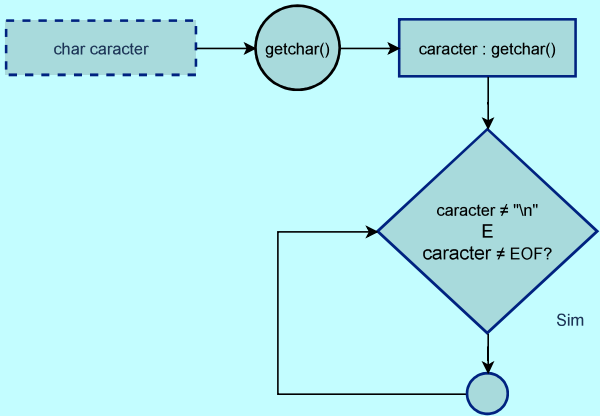 char caracter
getchar()
caracter : getchar()
caracter ≠ "\n"
E
caracter ≠ EOF?
Sim